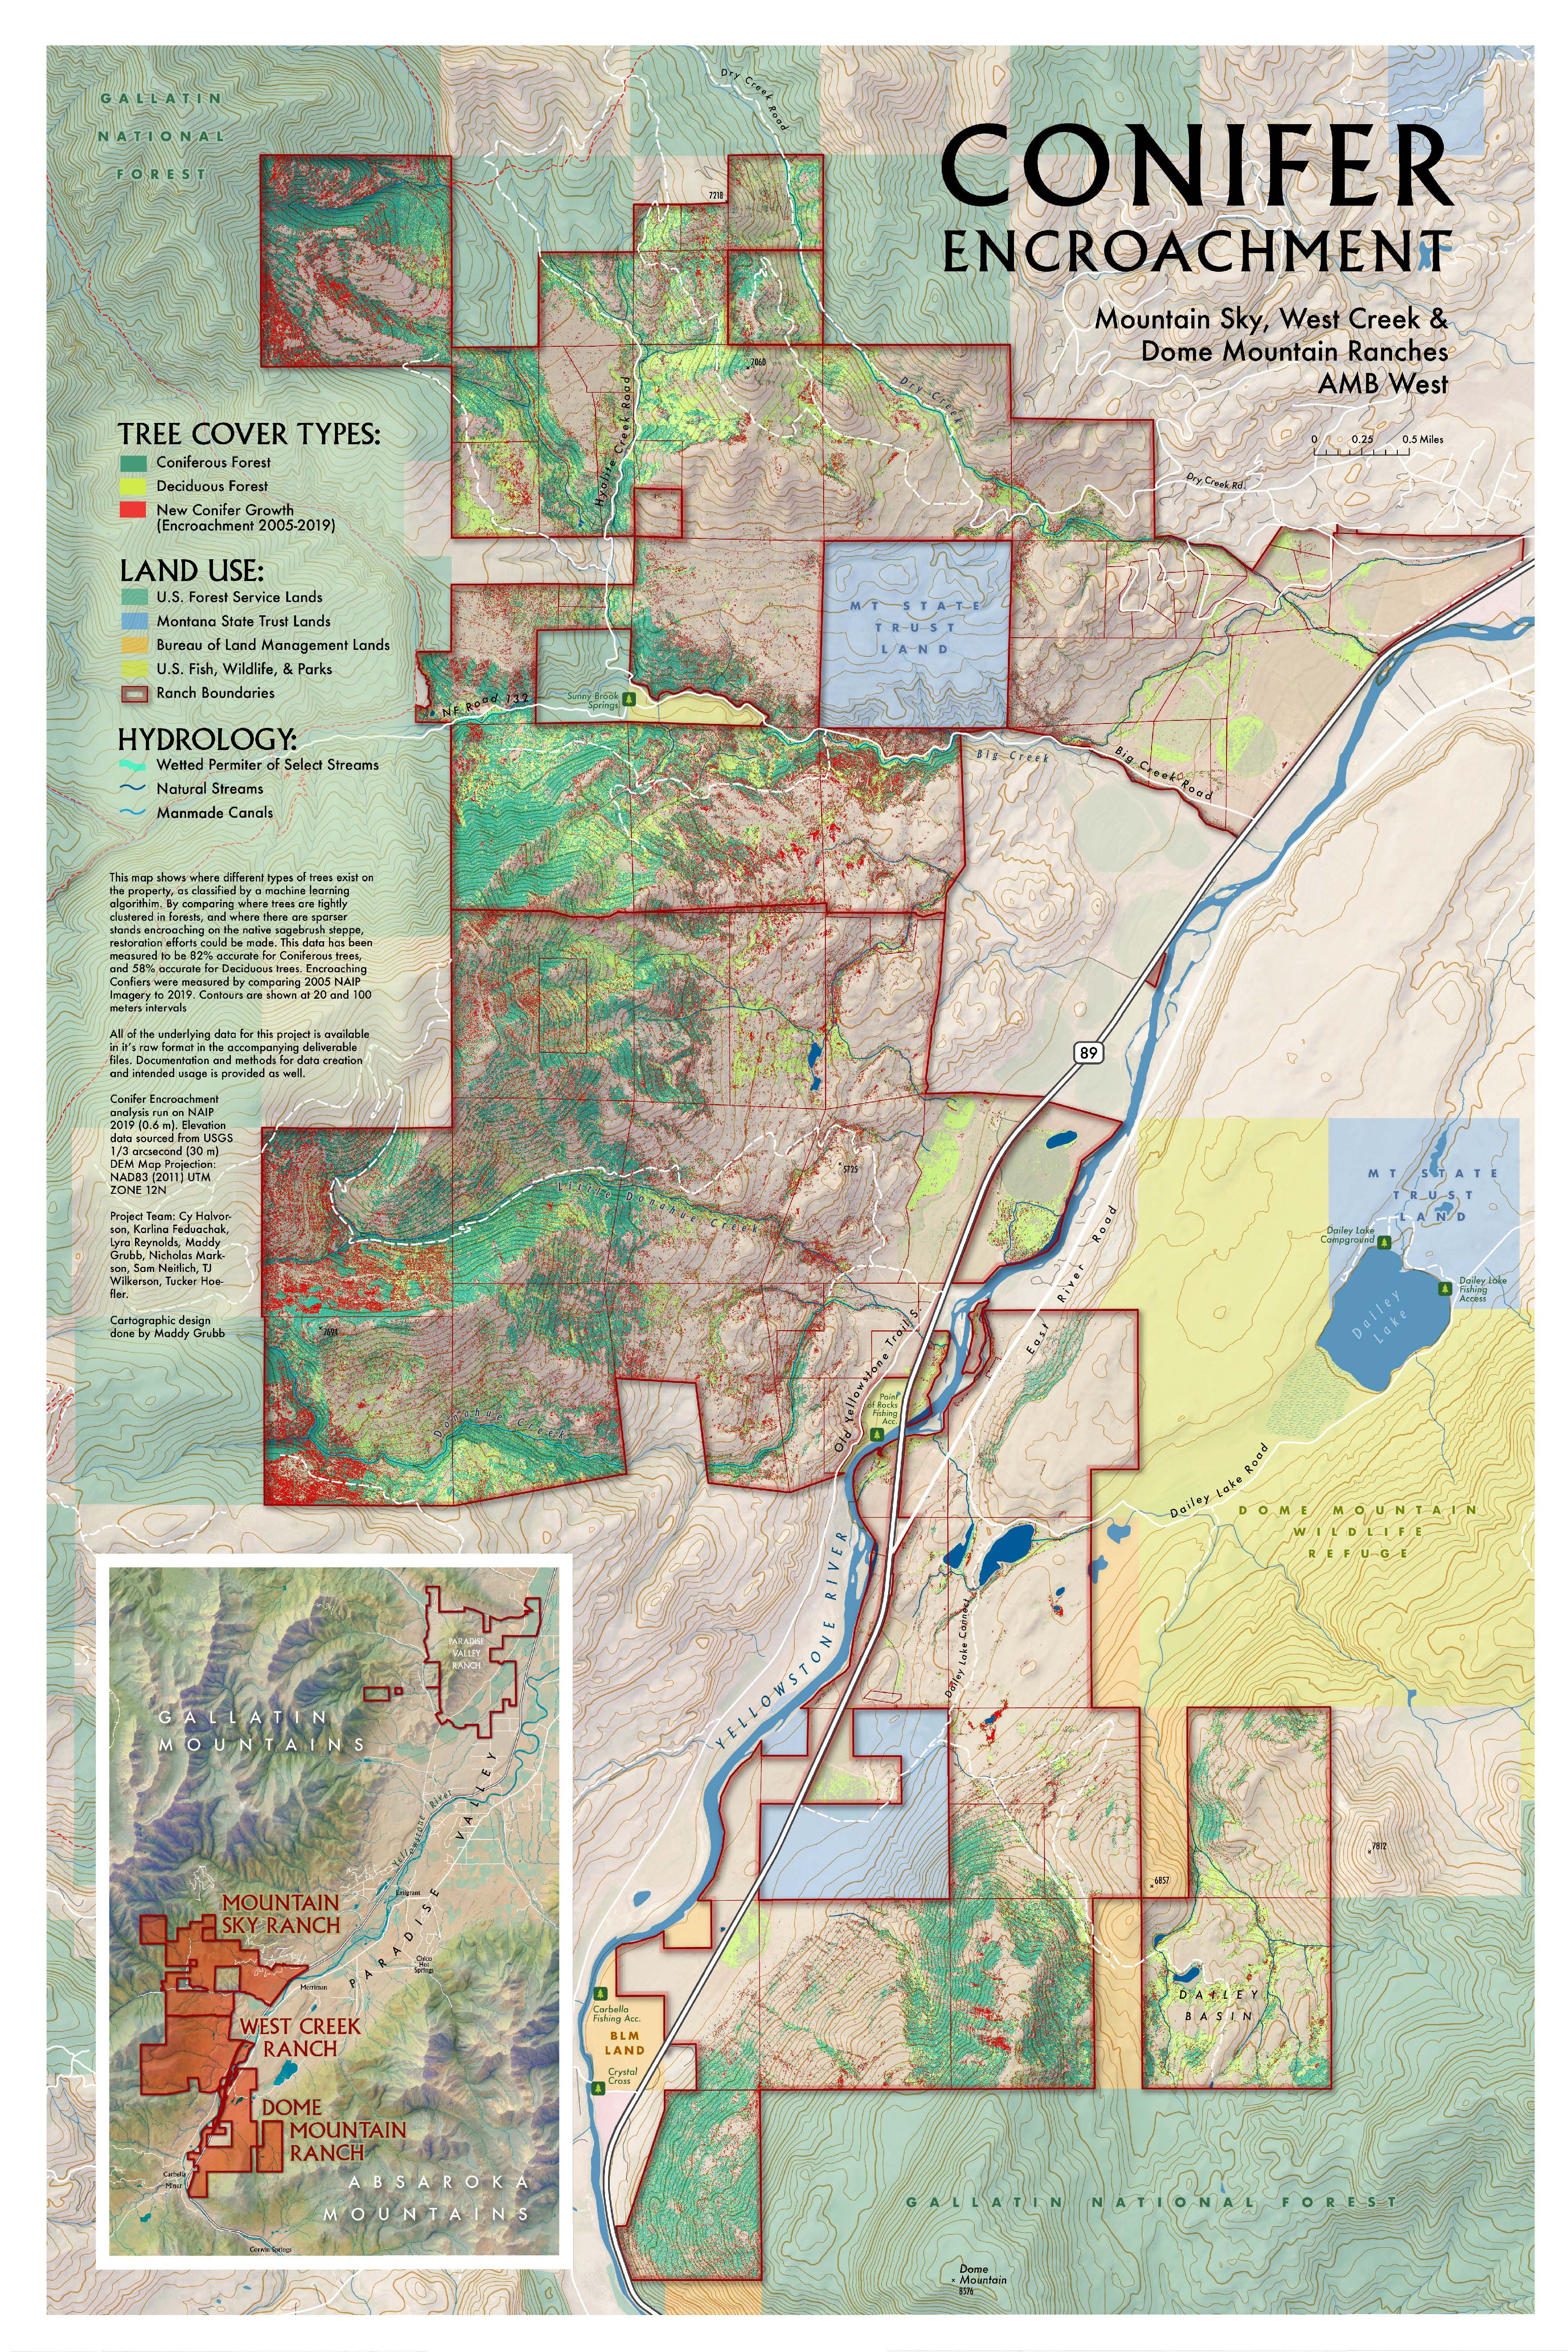 GALLATIN
NATIONAL
FOREST
Dry Creek Road
CONIFER
ENCROACHMENT
Mountain Sky, West Creek &
Dome Mountain Ranches
AMB West
0 0.25 0.5 Miles
7218
7060
Dry Creek
Dry Creek Rd.
Hyalite Creek Road
TREE COVER TYPES:
Coniferous Forest
Deciduous Forest
New Conifer Growth
(Encroachment 2005-2019)
LAND USE:
U.S. Forest Service Lands
Montana State Trust Lands
Bureau of Land Management Lands
U.S. Fish, Wildlife, & Parks
Ranch Boundaries
HYDROLOGY:
Wetted Permiter of Select Streams
Natural Streams
Manmade Canals
MT STATE
TRUST
LAND
NF Road 132
Sunny Brook
Springs
Big Creek
Big Creek Road
This map shows where different types of trees exist on
the property, as classified by a machine learning
algorithm. By comparing where trees are tightly
clustered in forests, and where there are sparser
stands encroaching on the native sagebrush steppe,
restoration efforts could be made. This data has been
measured to be 82% accurate for Coniferous trees,
and 58% accurate for Deciduous trees. Encroaching
Confiers were measured by comparing 2005 NAIP
Imagery to 2019. Contours are shown at 20 and 100
meters intervals
All of the underlying data for this project is available
in it's raw format in the accompanying deliverable
files. Documentation and methods for data creation
and intended usage is provided as well.
Conifer Encroachment
analysis run on NAIP
2019 (0.6 m). Elevation
data sourced from USGS
1/3 arcsecond (30 m)
DEM Map Projection:
NAD83 (2011) UTM
ZONE 12N
Project Team: Cy Halvor-
son, Karlina Feduachak,
Lyra Reynolds, Maddy
Grubb, Nicholas Mark-
son, Sam Neitlich, TJ
Wilkerson, Tucker Hoe-
fler.
Cartographic design
done by Maddy Grubb
89
5725
Little Donahue Creek
7694
Donahue Creek
Old Yellowstone Trail S.
East River Road
Point
of Rocks
Fishing
Acc.
MT STATE
TRUST
LAND
Dailey Lake
Campground
Dailey Lake
Fishing
Access
Dailey
Lake
Dailey Lake Road
DOME MOUNTAIN
WILDLIFE
REFUGE
YELLOWSTONE RIVER
Dailey Lake Connect
7812
6857
DAILEY
BASIN
Carbella
Fishing Acc.
BLM
LAND
Crystal
Cross
GALLATIN NATIONAL FOREST
Dome
Mountain
8576
PARADISE
VALLEY
RANCH
GALLATIN
MOUNTAINS
Yellowstone River
PARADISE VALLEY
Emigrant
Chico
Hot
Springs
MOUNTAIN
SKY RANCH
Merriman
WEST CREEK
RANCH
DOME
MOUNTAIN
RANCH
Carbella
Miner
ABSAROKA
MOUNTAINS
Corwin Springs